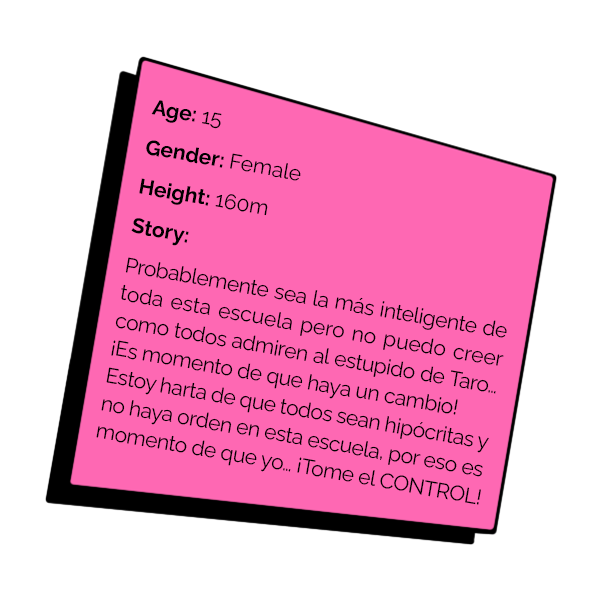 Age: 15
Gender: Female
Height: 160m
Story:
Probablemente sea la más inteligente de
toda esta escuela pero no puedo creer
como todos admiren al estupido de Taro...
¡Es momento de que haya un cambio!
Estoy harta de que todos sean hipócritas y
no haya orden en esta escuela, por eso es
momento de que yo... ¡Tome el CONTROL!